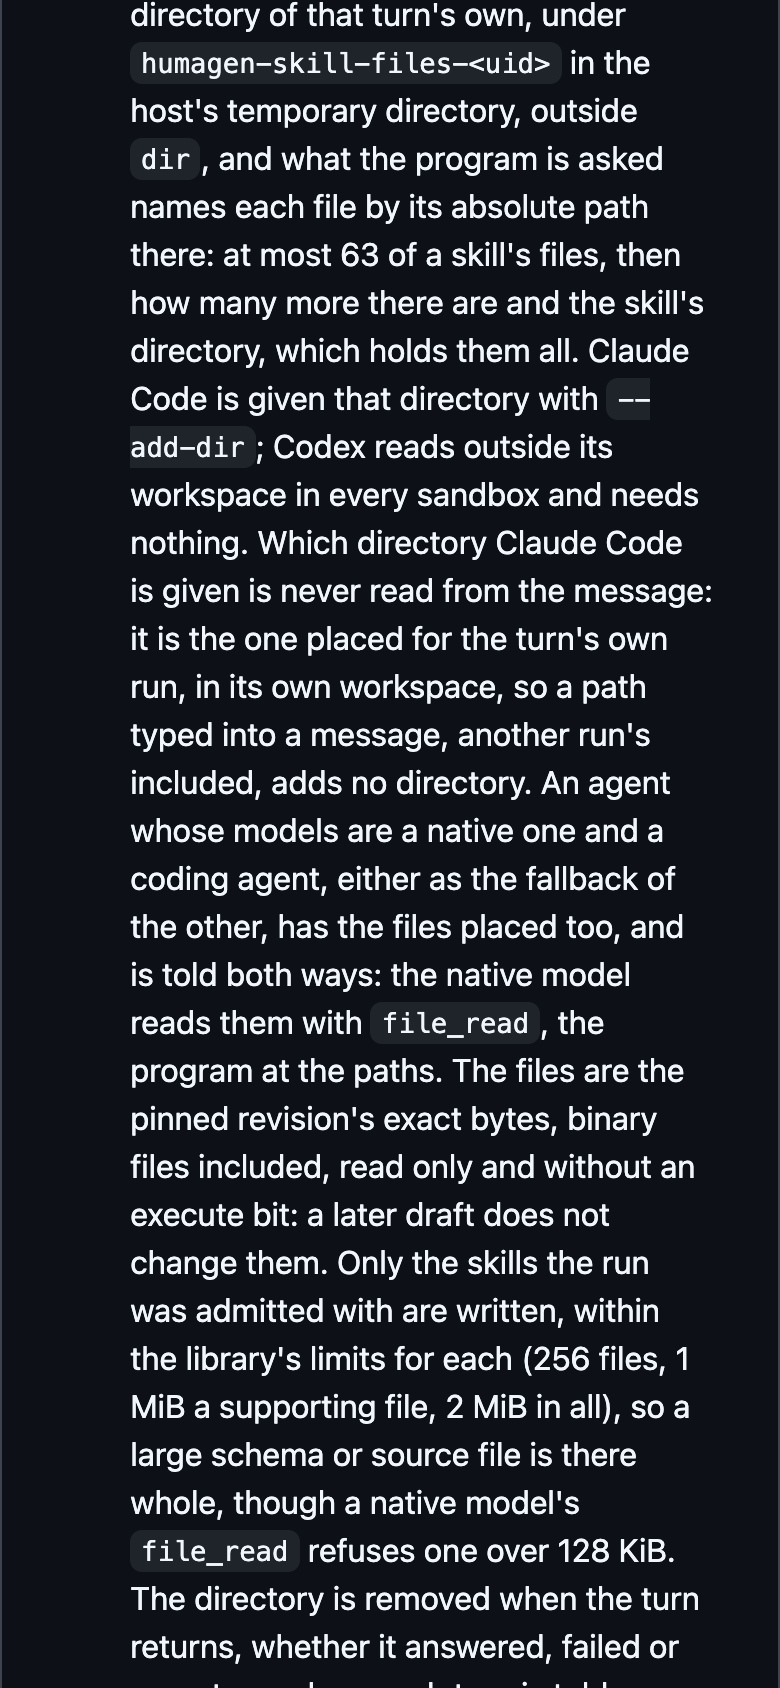 directory of that turn's own, under
humagen-skill-files-<uid> in the
host's temporary directory, outside
dir, and what the program is asked
names each file by its absolute path
there: at most 63 of a skill's files, then
how many more there are and the skill's
directory, which holds them all. Claude
Code is given that directory with --
add-dir; Codex reads outside its
workspace in every sandbox and needs
nothing. Which directory Claude Code
is given is never read from the message:
it is the one placed for the turn's own
run, in its own workspace, so a path
typed into a message, another run's
included, adds no directory. An agent
whose models are a native one and a
coding agent, either as the fallback of
the other, has the files placed too, and
is told both ways: the native model
reads them with file_read, the
program at the paths. The files are the
pinned revision's exact bytes, binary
files included, read only and without an
execute bit: a later draft does not
change them. Only the skills the run
was admitted with are written, within
the library's limits for each (256 files, 1
MiB a supporting file, 2 MiB in all), so a
large schema or source file is there
whole, though a native model's
file_read refuses one over 128 KiB.
The directory is removed when the turn
returns, whether it answered, failed or